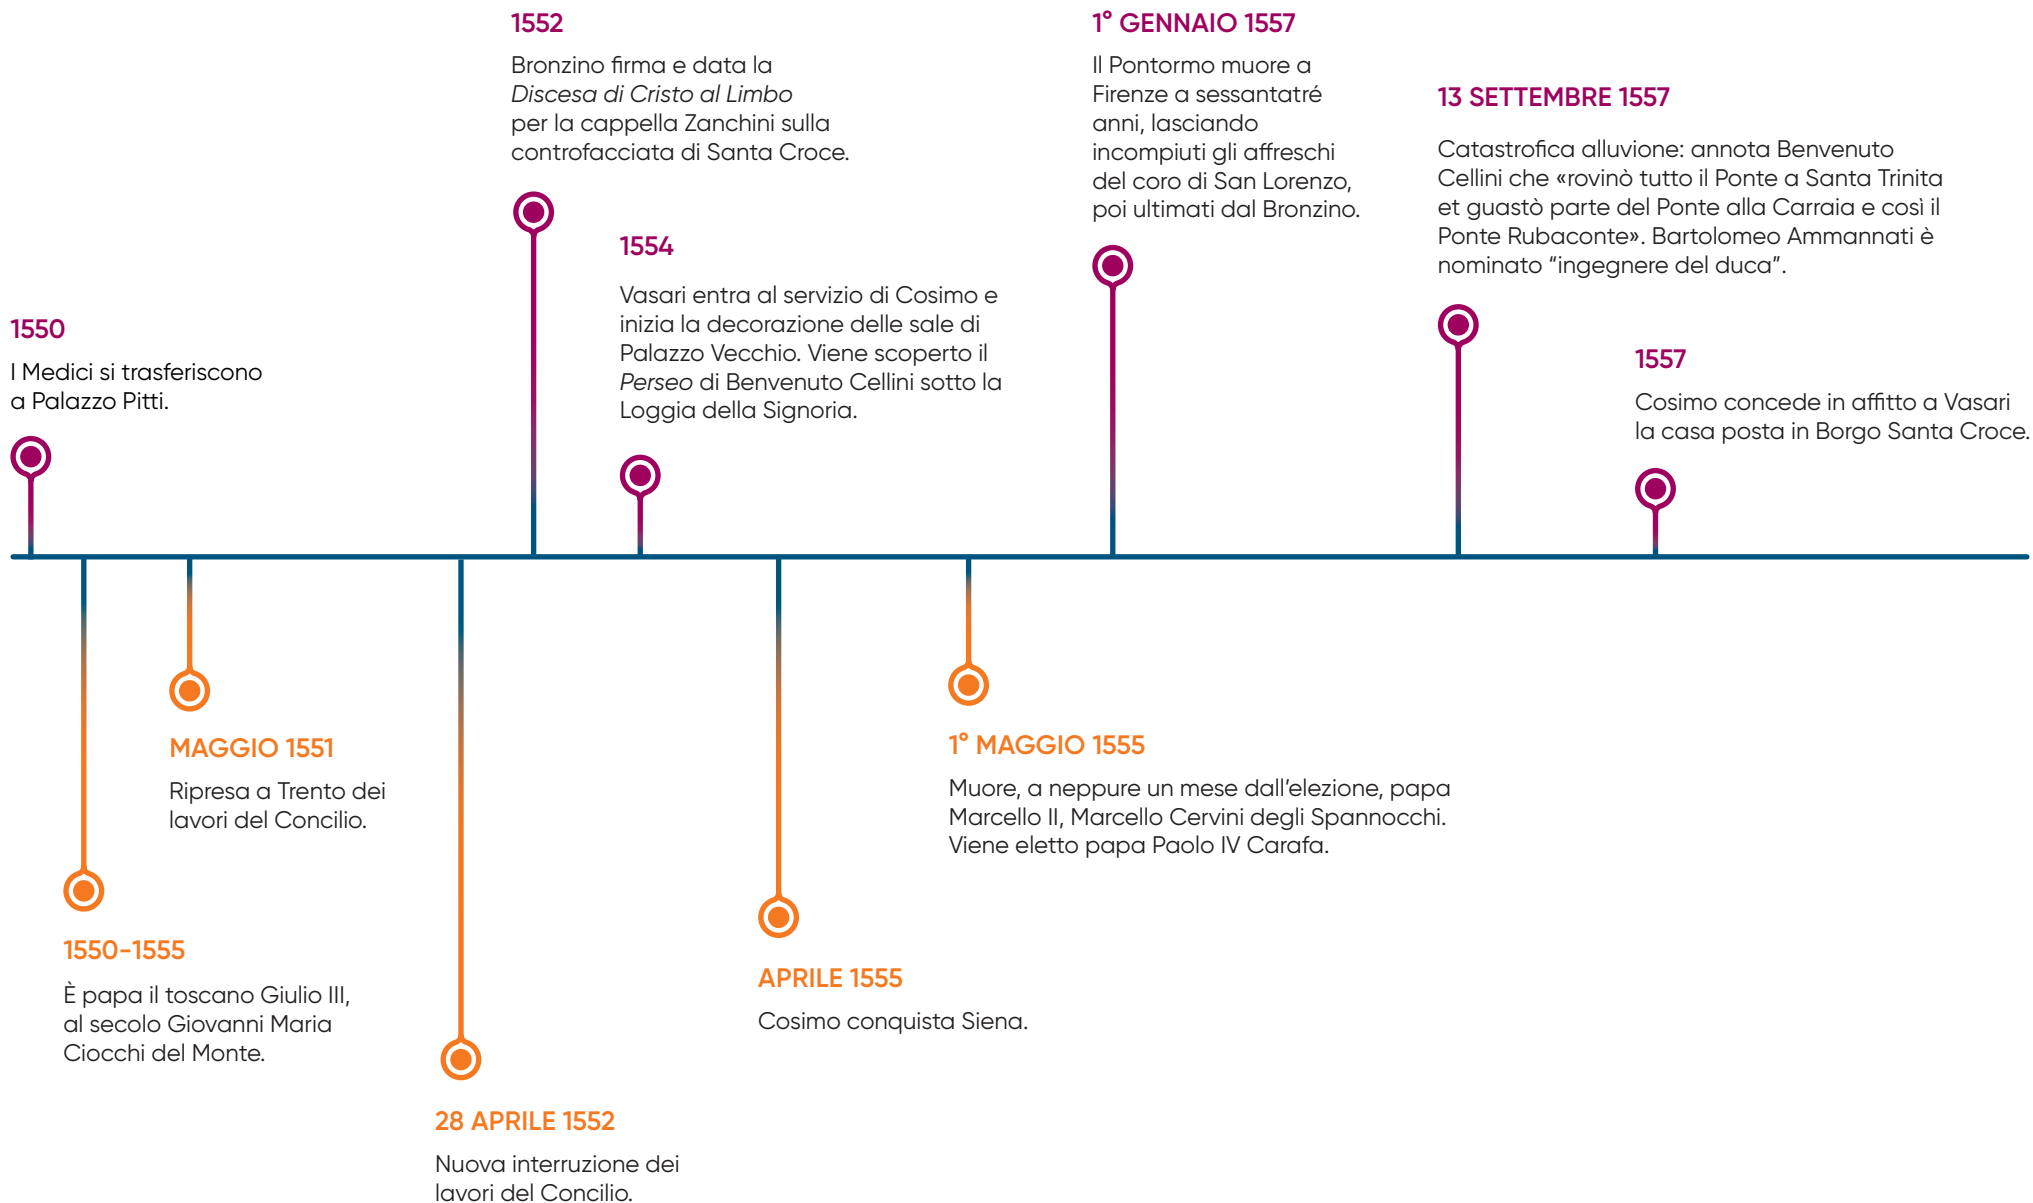 1550
I Medici si trasferiscono
a Palazzo Pitti.
1552
Bronzino firma e data la
Discesa di Cristo al Limbo
per la cappella Zanchini sulla
controfacciata di Santa Croce.
1554
Vasari entra al servizio di Cosimo e
inizia la decorazione delle sale di
Palazzo Vecchio. Viene scoperto il
Perseo di Benvenuto Cellini sotto la
Loggia della Signoria.
1° GENNAIO 1557
Il Pontormo muore a
Firenze a sessantatré
anni, lasciando
incompiuti gli affreschi
del coro di San Lorenzo,
poi ultimati dal Bronzino.
13 SETTEMBRE 1557
Catastrofica alluvione: annota Benvenuto
Cellini che «rovinò tutto il Ponte a Santa Trinita
et guastò parte del Ponte alla Carraia e così il
Ponte Rubaconte». Bartolomeo Ammannati è
nominato “ingegnere del duca”.
1557
Cosimo concede in affitto a Vasari
la casa posta in Borgo Santa Croce.
1550-1555
È papa il toscano Giulio III,
al secolo Giovanni Maria
Ciocchi del Monte.
MAGGIO 1551
Ripresa a Trento dei
lavori del Concilio.
28 APRILE 1552
Nuova interruzione dei
lavori del Concilio.
APRILE 1555
Cosimo conquista Siena.
1° MAGGIO 1555
Muore, a neppure un mese dall’elezione, papa
Marcello II, Marcello Cervini degli Spannocchi.
Viene eletto papa Paolo IV Carafa.